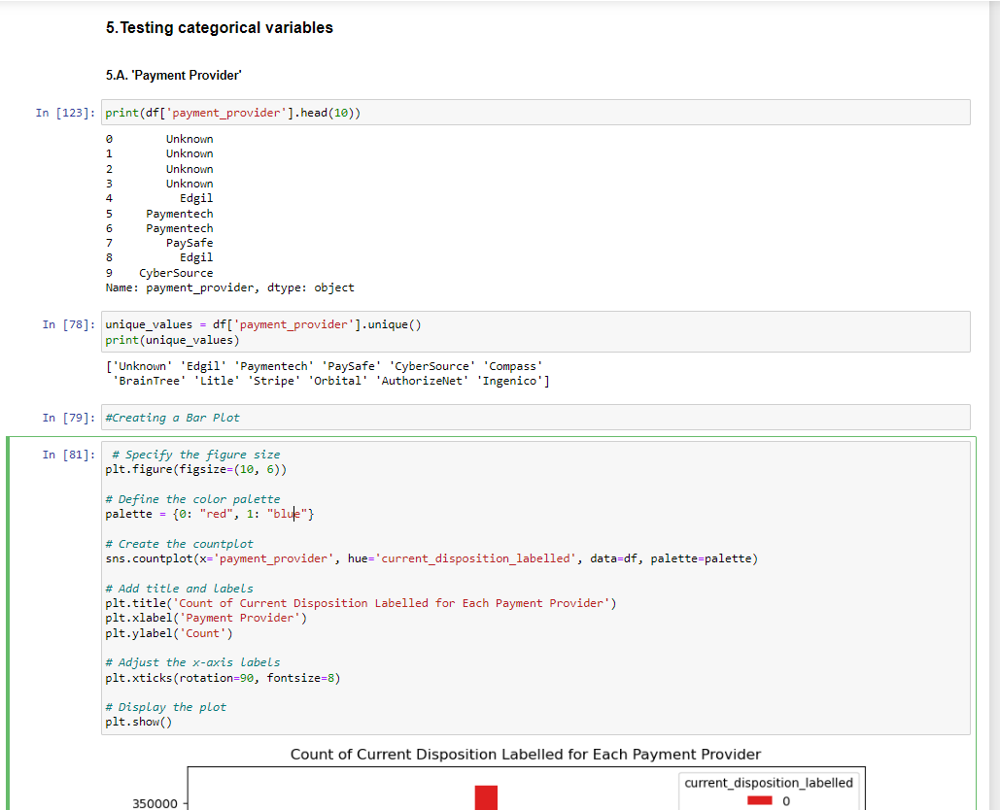 5.Testing categorical variables
5.A. 'Payment Provider'
In [123]: print(df['payment_provider'].head(10))
0 Unknown
1 Unknown
2 Unknown
3 Unknown
4 Edgil
5 Paymentech
6 Paymentech
7 PaySafe
8 Edgil
9 CyberSource
Name: payment_provider, dtype: object
In [78]: unique_values = df['payment_provider'].unique()
print(unique_values)
['Unknown' 'Edgil' 'Paymentech' 'PaySafe' 'CyberSource' 'Compass'
'BrainTree' 'Litle' 'Stripe' 'Orbital' 'AuthorizeNet' 'Ingenico']
In [79]: #Creating a Bar Plot
In [81]: # Specify the figure size
plt.figure(figsize=(10, 6))
# Define the color palette
palette = {0: "red", 1: "blue"}
# Create the countplot
sns.countplot(x='payment_provider', hue='current_disposition_labelled', data=df, palette=palette)
# Add title and labels
plt.title('Count of Current Disposition Labelled for Each Payment Provider')
plt.xlabel('Payment Provider')
plt.ylabel('Count')
# Adjust the x-axis labels
plt.xticks(rotation=90, fontsize=8)
# Display the plot
plt.show()
Count of Current Disposition Labelled for Each Payment Provider
current_disposition_labelled
0
350000